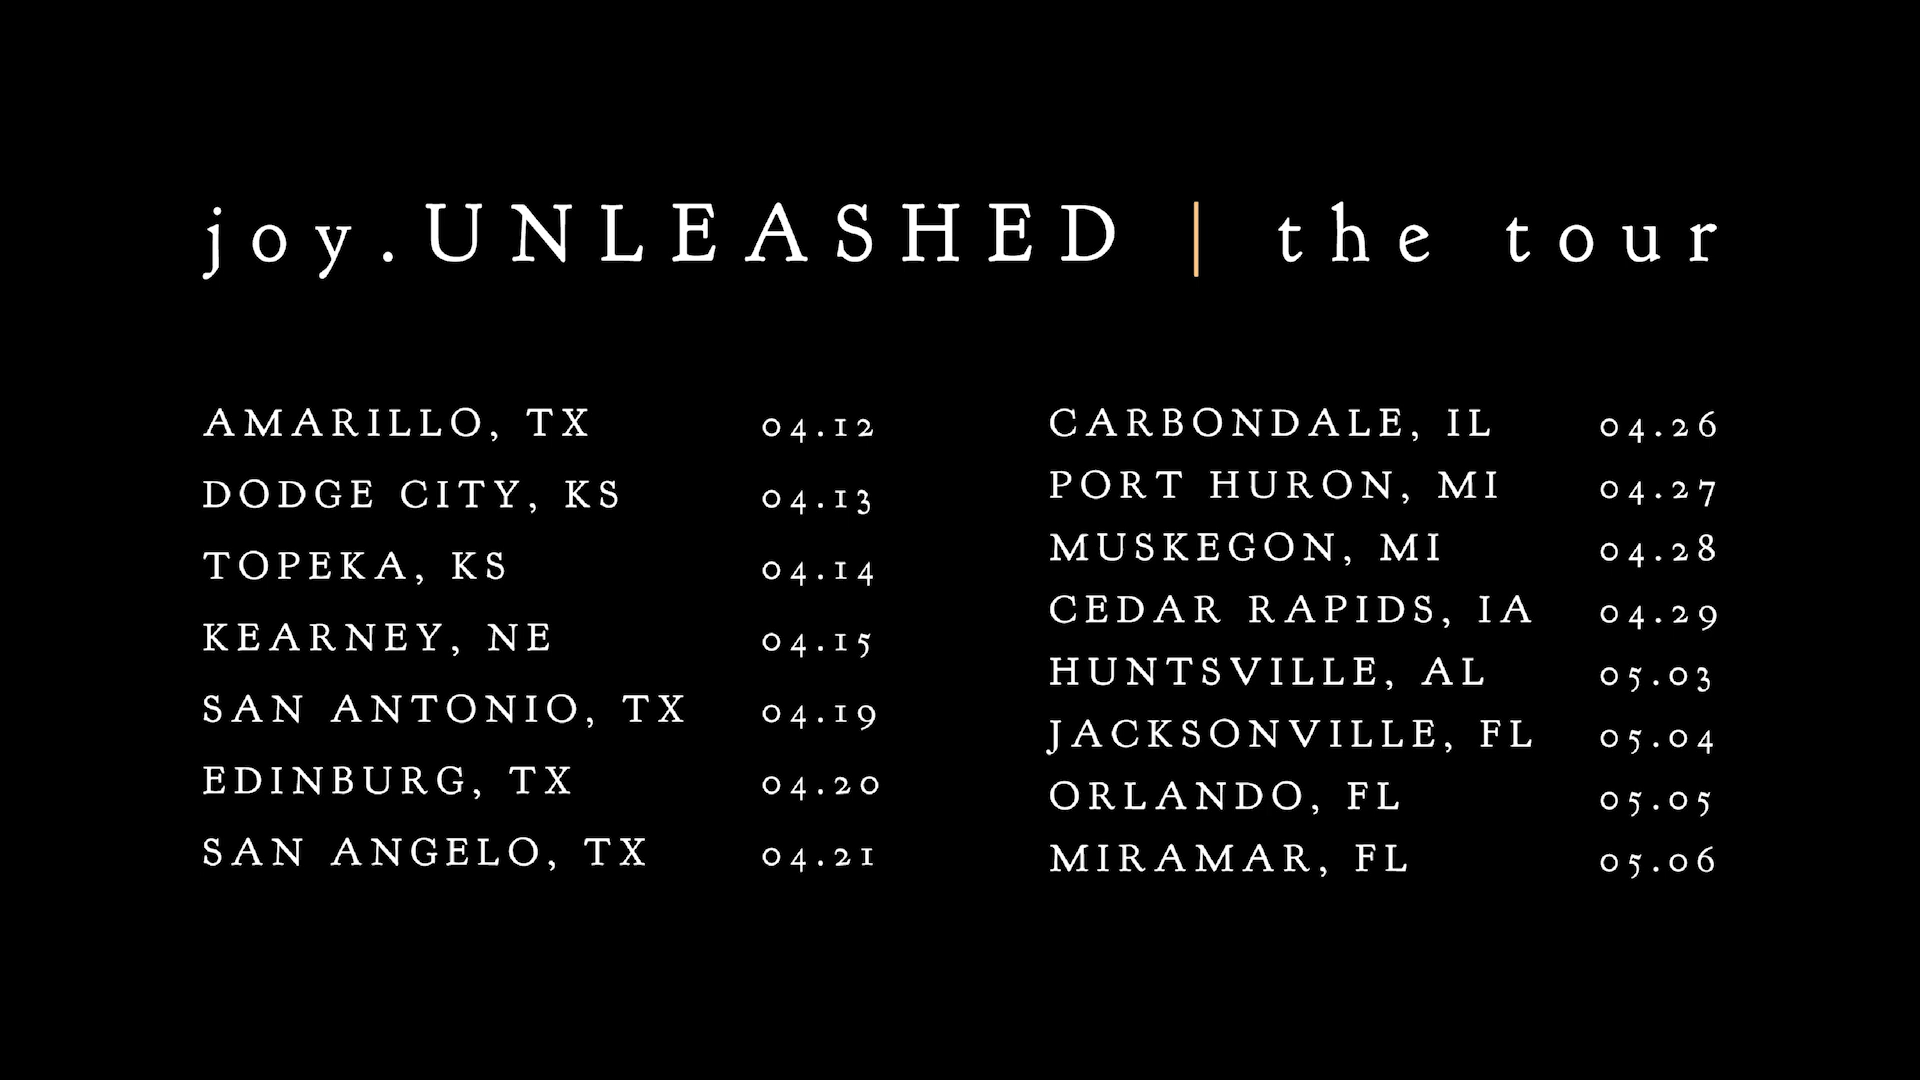 joy.UNLEASHED | the tour
AMARILLO, TX 04.12
DODGE CITY, KS 04.13
TOPEKA, KS 04.14
KEARNEY, NE 04.15
SAN ANTONIO, TX 04.19
EDINBURG, TX 04.20
SAN ANGELO, TX 04.21
CARBONDALE, IL 04.26
PORT HURON, MI 04.27
MUSKEGON, MI 04.28
CEDAR RAPIDS, IA 04.29
HUNTSVILLE, AL 05.03
JACKSONVILLE, FL 05.04
ORLANDO, FL 05.05
MIRAMAR, FL 05.06